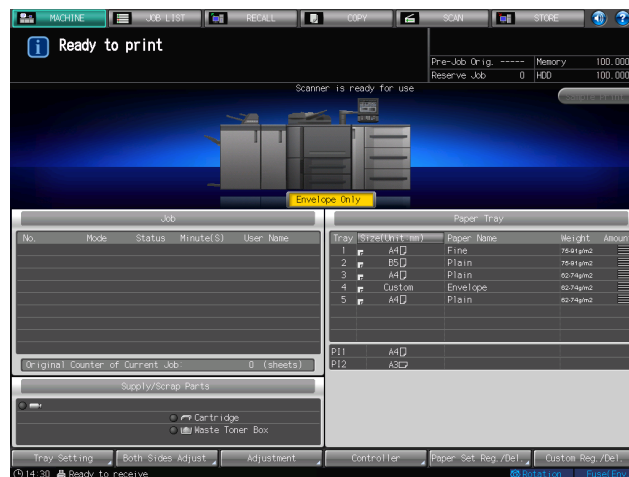 MACHINE JOB LIST RECALL COPY SCAN STORE
Ready to print
Pre-Job Orig. ----- Memory 100.000
Reserve Job 0 HDD 100.000
Scanner is ready for use
Sample Print
Envelope Only
Job Paper Tray
No. Mode Status Minute(S) User Name
Tray Size(Unit mm) Paper Name Weight Amoun
1 A4 Fine 75-91g/m2
2 B5 Plain 75-91g/m2
3 A4 Plain 62-74g/m2
4 Custom Envelope 62-74g/m2
5 A4 Plain 62-74g/m2
PI1 A4
PI2 A3
Original Counter of Current Job: 0 (sheets)
Supply/Scrap Parts
Cartridge
Waste Toner Box
Tray Setting Both Sides Adjust Adjustment Controller Paper Set Reg./Del. Custom Reg./Del.
14:30 Ready to receive Rotation Fuse(Env